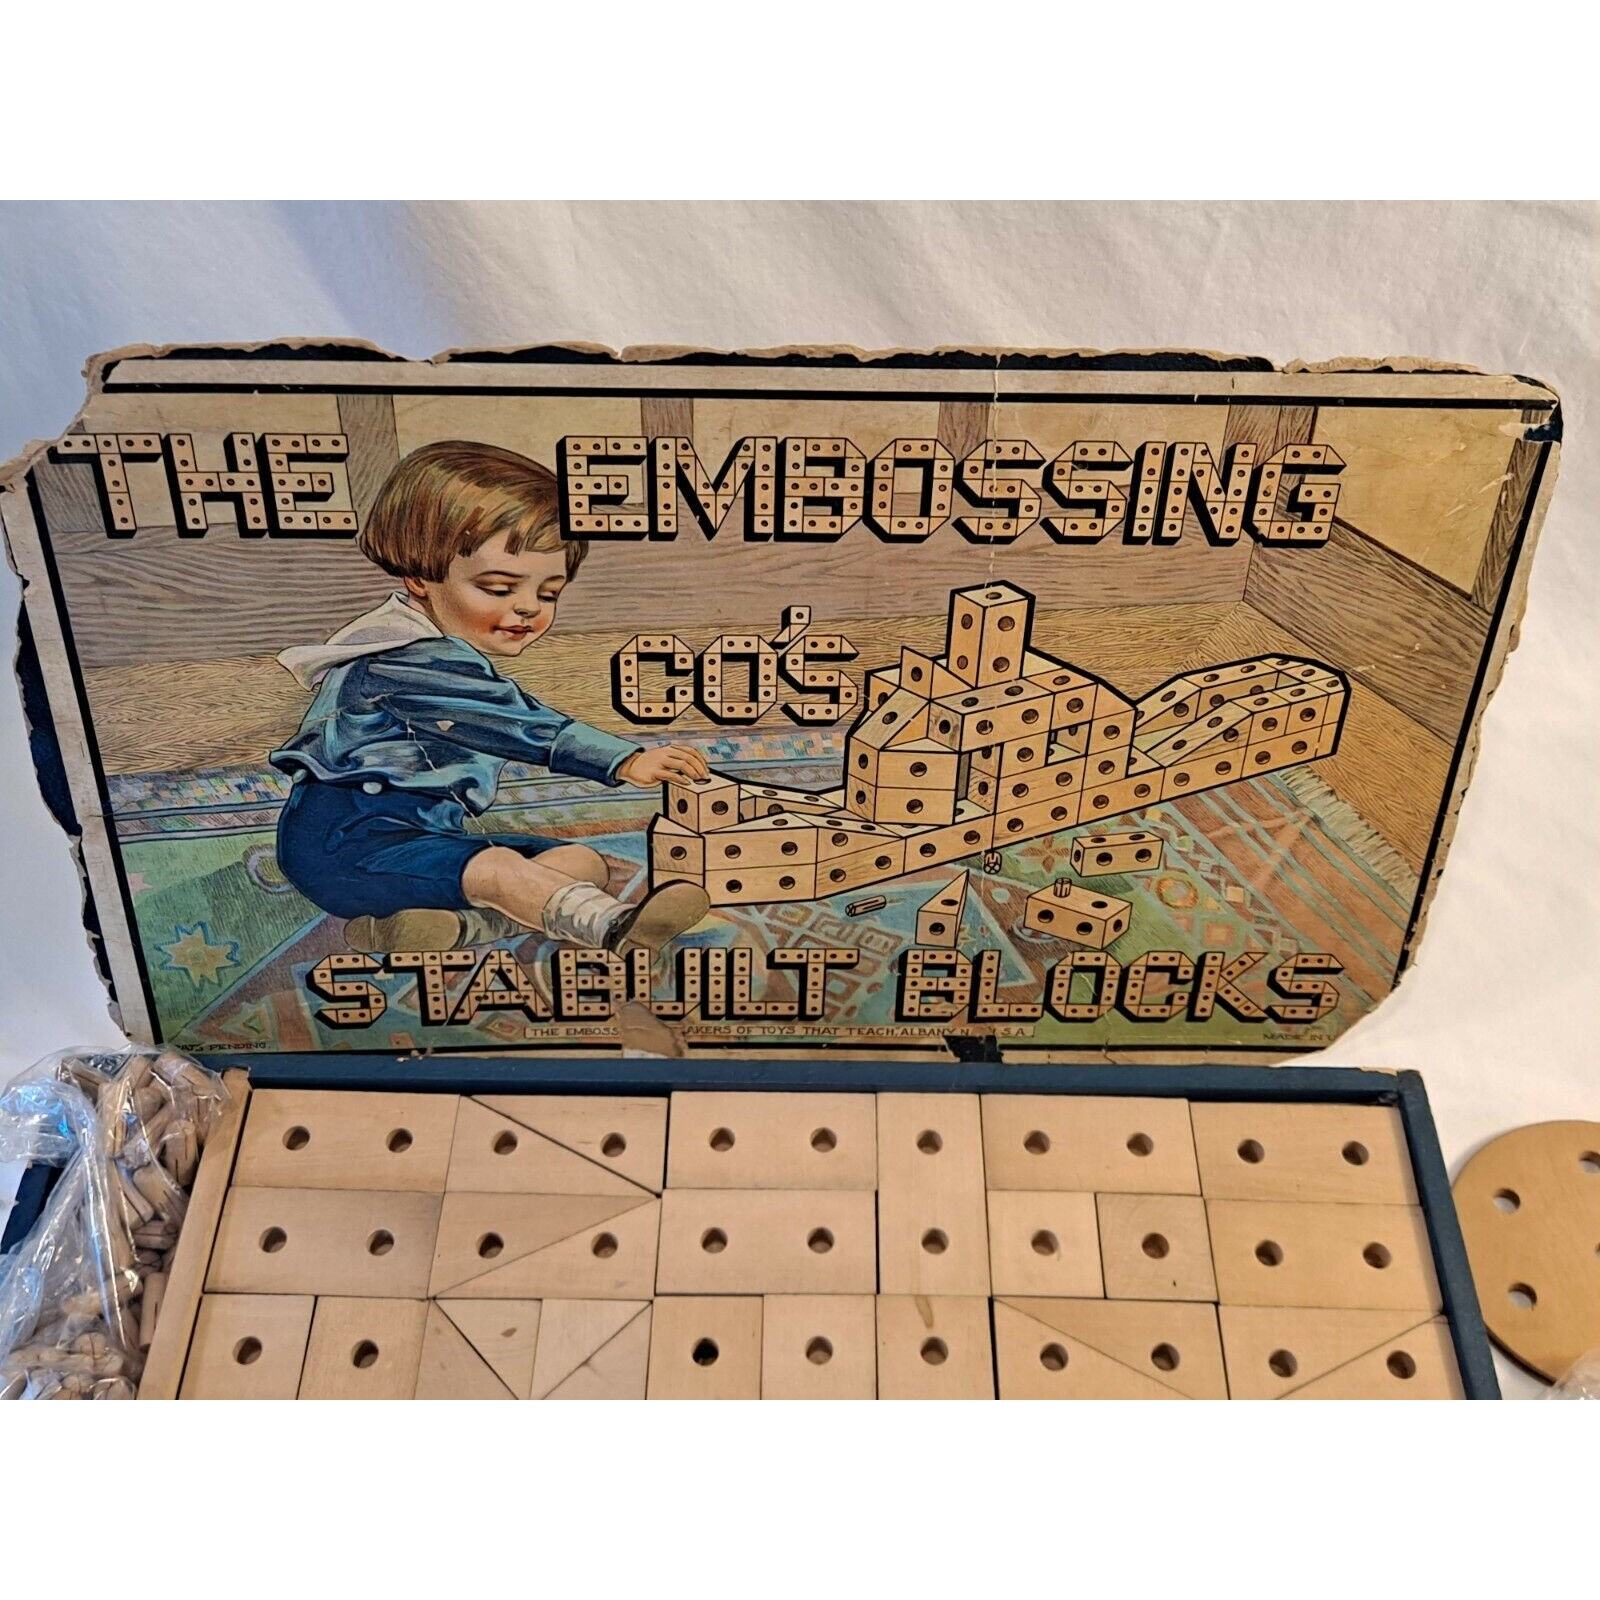 THE EMBOSSING
CO'S
STABUILT BLOCKS
THE EMBOSS AKERS OF TOYS THAT TEACH, ALBANY N. U.S.A.
PAT'S PENDING.
MADE IN U